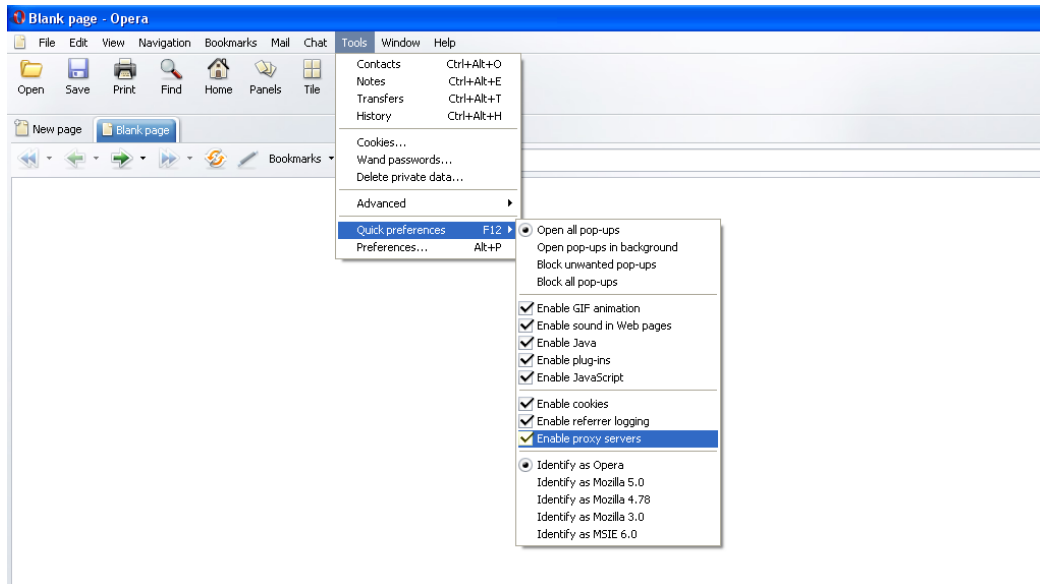 Blank page - Opera
File Edit View Navigation Bookmarks Mail Chat Tools Window Help
Open Save Print Find Home Panels Tile
New page Blank page
Bookmarks
Contacts Ctrl+Alt+O
Notes Ctrl+Alt+E
Transfers Ctrl+Alt+T
History Ctrl+Alt+H
Cookies...
Wand passwords...
Delete private data...
Advanced
Quick preferences F12
Preferences... Alt+P
Open all pop-ups
Open pop-ups in background
Block unwanted pop-ups
Block all pop-ups
Enable GIF animation
Enable sound in Web pages
Enable Java
Enable plug-ins
Enable JavaScript
Enable cookies
Enable referrer logging
Enable proxy servers
Identify as Opera
Identify as Mozilla 5.0
Identify as Mozilla 4.78
Identify as Mozilla 3.0
Identify as MSIE 6.0